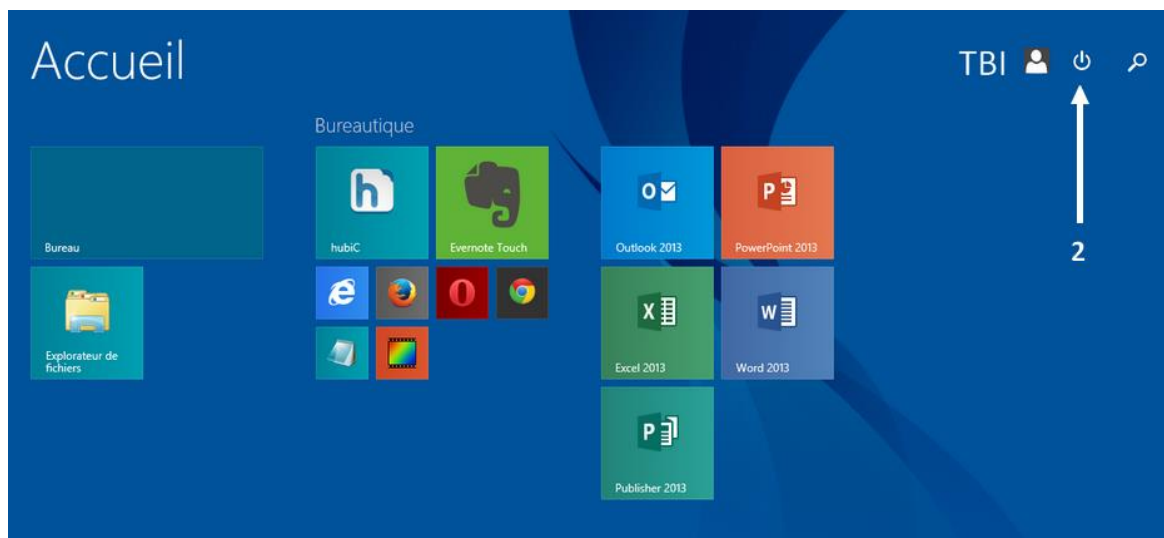 Accueil
TBI
Bureautique
Bureau
hubiC
Evernote Touch
Outlook 2013
PowerPoint 2013
2
Explorateur de
fichiers
Excel 2013
Word 2013
Publisher 2013